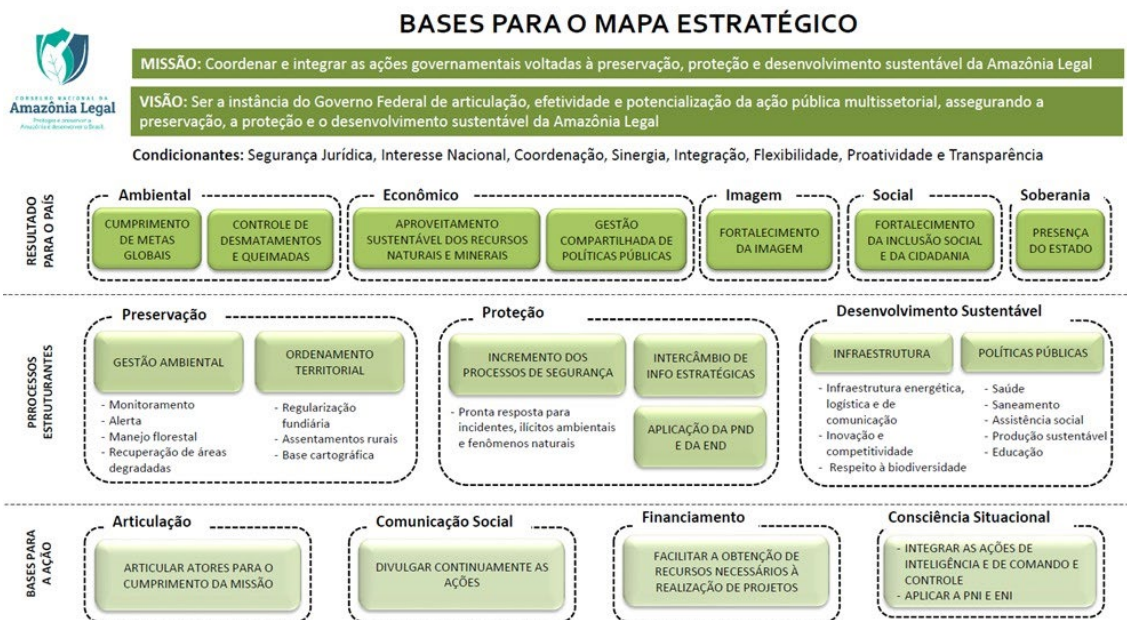 BASES PARA O MAPA ESTRATÉGICO
CONSELHO NACIONAL DA
Amazônia Legal
Proteger e preservar a
Amazônia e desenvolver o Brasil
MISSÃO: Coordenar e integrar as ações governamentais voltadas à preservação, proteção e desenvolvimento sustentável da Amazônia Legal
VISÃO: Ser a instância do Governo Federal de articulação, efetividade e potencialização da ação pública multissetorial, assegurando a
preservação, a proteção e o desenvolvimento sustentável da Amazônia Legal
Condicionantes: Segurança Jurídica, Interesse Nacional, Coordenação, Sinergia, Integração, Flexibilidade, Proatividade e Transparência
RESULTADO
PARA O PAÍS
Ambiental
CUMPRIMENTO
DE METAS
GLOBAIS
CONTROLE DE
DESMATAMENTOS
E QUEIMADAS
Econômico
APROVEITAMENTO
SUSTENTÁVEL DOS RECURSOS
NATURAIS E MINERAIS
GESTÃO
COMPARTILHADA DE
POLÍTICAS PÚBLICAS
Imagem
FORTALECIMENTO
DA IMAGEM
Social
FORTALECIMENTO
DA INCLUSÃO SOCIAL
E DA CIDADANIA
Soberania
PRESENÇA
DO ESTADO
PRROCESSOS
ESTRUTURANTES
Preservação
GESTÃO AMBIENTAL
- Monitoramento
- Alerta
- Manejo florestal
- Recuperação de áreas
degradadas
ORDENAMENTO
TERRITORIAL
- Regularização
fundiária
- Assentamentos rurais
- Base cartográfica
Proteção
INCREMENTO DOS
PROCESSOS DE SEGURANÇA
- Pronta resposta para
incidentes, ilícitos ambientais
e fenômenos naturais
INTERCÂMBIO DE
INFO ESTRATÉGICAS
APLICAÇÃO DA PND
E DA END
Desenvolvimento Sustentável
INFRAESTRUTURA
- Infraestrutura energética,
logística e de
comunicação
- Inovação e
competitividade
- Respeito à biodiversidade
POLÍTICAS PÚBLICAS
- Saúde
- Saneamento
- Assistência social
- Produção sustentável
- Educação
BASES PARA
A AÇÃO
Articulação
ARTICULAR ATORES PARA O
CUMPRIMENTO DA MISSÃO
Comunicação Social
DIVULGAR CONTINUAMENTE AS
AÇÕES
Financiamento
FACILITAR A OBTENÇÃO DE
RECURSOS NECESSÁRIOS À
REALIZAÇÃO DE PROJETOS
Consciência Situacional
- INTEGRAR AS AÇÕES DE
INTELIGÊNCIA E DE COMANDO E
CONTROLE
- APLICAR A PNI E ENI